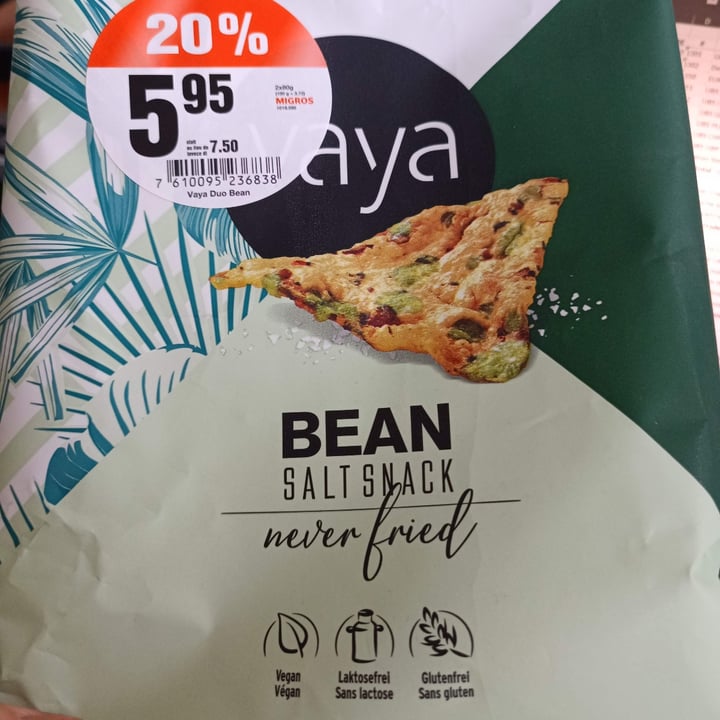 20%
5 95
2x80g
MIGROS
statt
au lieu de
invece di 7.50
7 610095 236838
Vaya Duo Bean
vaya
BEAN
SALT SNACK
never fried
Vegan
Végan
Laktosefrei
Sans lactose
Glutenfrei
Sans gluten